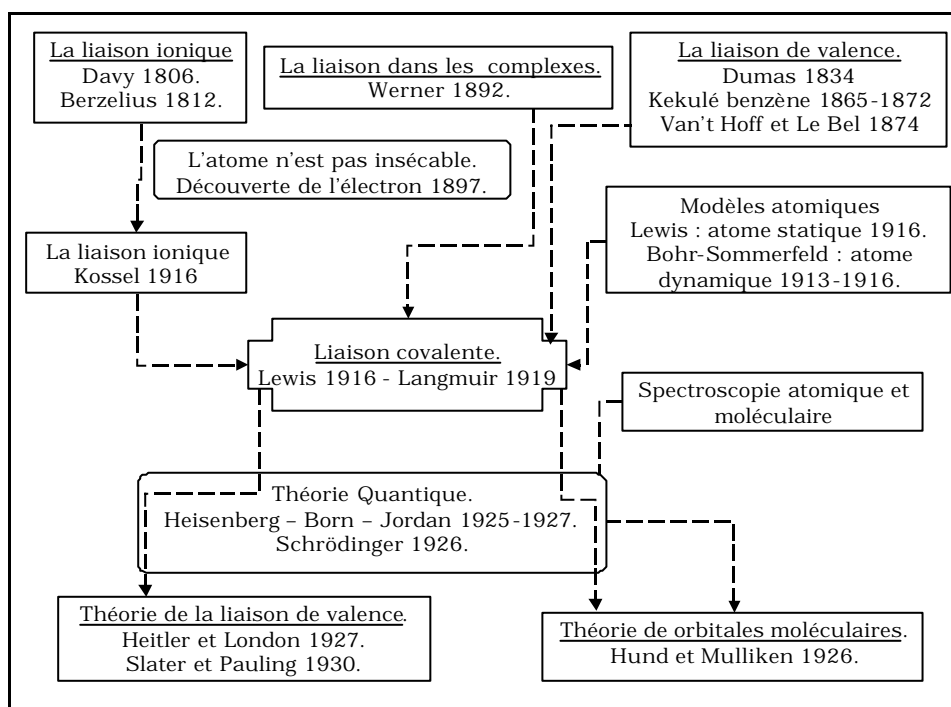 La liaison ionique
Davy 1806.
Berzelius 1812.
La liaison dans les complexes.
Werner 1892.
La liaison de valence.
Dumas 1834
Kekulé benzène 1865-1872
Van't Hoff et Le Bel 1874
L'atome n'est pas insécable.
Découverte de l'électron 1897.
La liaison ionique
Kossel 1916
Modèles atomiques
Lewis : atome statique 1916.
Bohr-Sommerfeld : atome
dynamique 1913-1916.
Liaison covalente.
Lewis 1916 - Langmuir 1919
Spectroscopie atomique et
moléculaire
Théorie Quantique.
Heisenberg – Born – Jordan 1925-1927.
Schrödinger 1926.
Théorie de la liaison de valence.
Heitler et London 1927.
Slater et Pauling 1930.
Théorie de orbitales moléculaires.
Hund et Mulliken 1926.